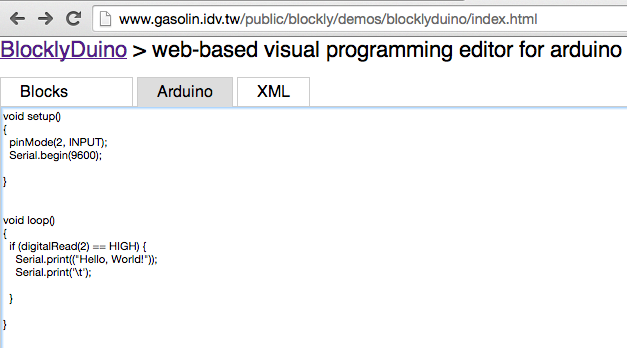 www.gasolin.idv.tw/public/blockly/demos/blocklyduino/index.html
BlocklyDuino > web-based visual programming editor for arduino
Blocks Arduino XML
void setup()
{
  pinMode(2, INPUT);
  Serial.begin(9600);
}
void loop()
{
  if (digitalRead(2) == HIGH) {
    Serial.print(("Hello, World!"));
    Serial.print('\t');
  }
}